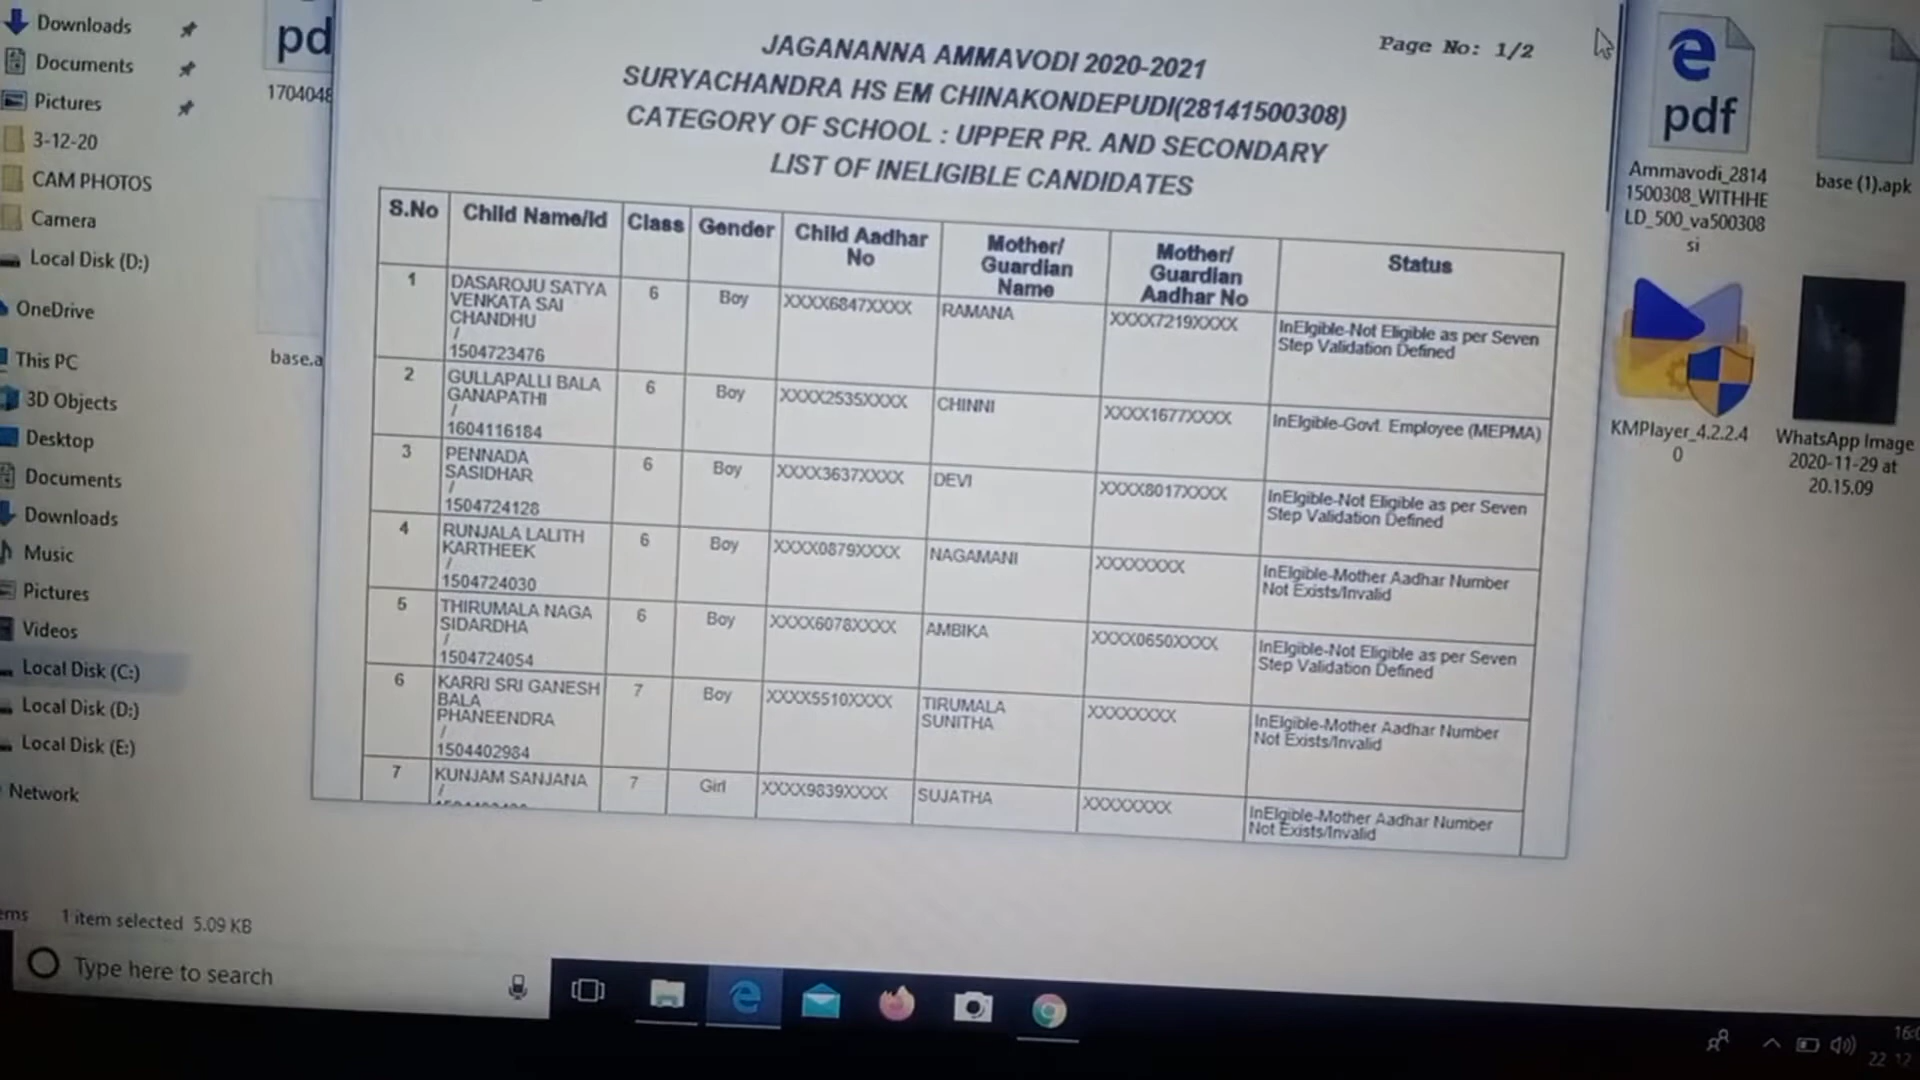 Downloads
Documents
Pictures
3-12-20
CAM PHOTOS
Camera
Local Disk (D:)
OneDrive
This PC
3D Objects
Desktop
Documents
Downloads
Music
Pictures
Videos
Local Disk (C:)
Local Disk (D:)
Local Disk (E:)
Network
1 item selected 5.09 KB
Type here to search
1704048
Page No: 1/2
JAGANANNA AMMAVODI 2020-2021
SURYACHANDRA HS EM CHINAKONDEPUDI(28141500308)
CATEGORY OF SCHOOL : UPPER PR. AND SECONDARY
LIST OF INELIGIBLE CANDIDATES
S.No Child Name/Id Class Gender Child Aadhar No Mother/ Guardian Name Mother/ Guardian Aadhar No Status
1 DASAROJU SATYA VENKATA SAI CHANDHU / 1504723476 6 Boy XXXX6847XXXX RAMANA XXXX7219XXXX InElgible-Not Eligible as per Seven Step Validation Defined
2 GULLAPALLI BALA GANAPATHI / 1604116184 6 Boy XXXX2535XXXX CHINNI XXXX1677XXXX InElgible-Govt. Employee (MEPMA)
3 PENNADA SASIDHAR / 1504724128 6 Boy XXXX3637XXXX DEVI XXXX8017XXXX InElgible-Not Eligible as per Seven Step Validation Defined
4 RUNJALA LALITH KARTHEEK / 1504724030 6 Boy XXXX0879XXXX NAGAMANI XXXXXXXX InElgible-Mother Aadhar Number Not Exists/Invalid
5 THIRUMALA NAGA SIDARDHA / 1504724054 6 Boy XXXX6078XXXX AMBIKA XXXX0650XXXX InElgible-Not Eligible as per Seven Step Validation Defined
6 KARRI SRI GANESH BALA PHANEENDRA / 1504402984 7 Boy XXXX5510XXXX TIRUMALA SUNITHA XXXXXXXX InElgible-Mother Aadhar Number Not Exists/Invalid
7 KUNJAM SANJANA / 7 Girl XXXX9839XXXX SUJATHA XXXXXXXX InElgible-Mother Aadhar Number Not Exists/Invalid
pdf
Ammavodi_2814
1500308_WITHHE
LD_500_va500308
si
base (1).apk
KMPlayer_4.2.2.4
0
WhatsApp Image
2020-11-29 at
20.15.09